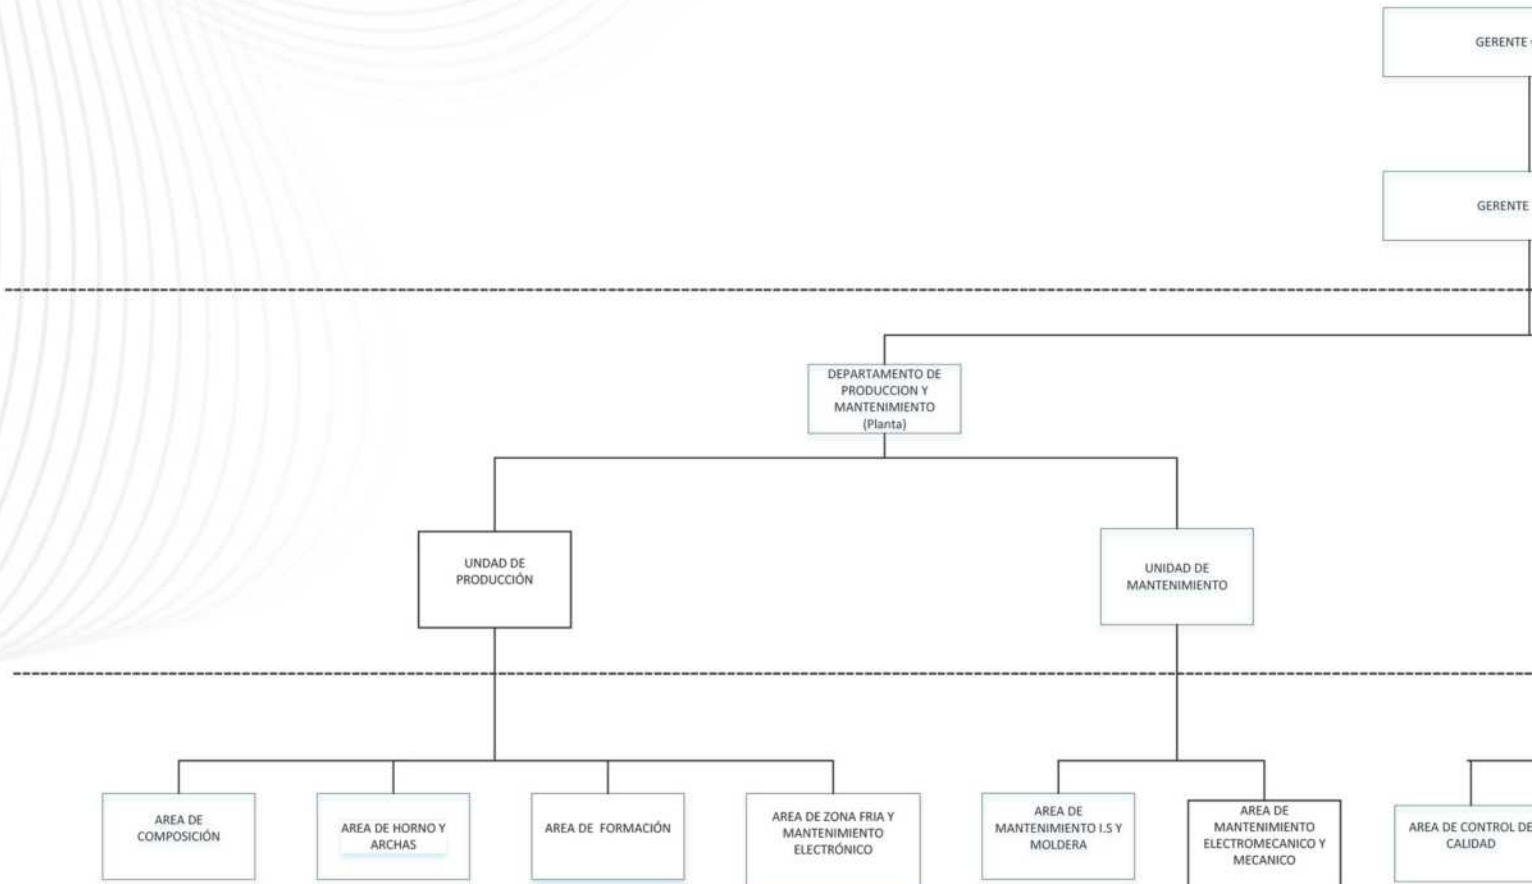 GERENTE
GERENTE
DEPARTAMENTO DE
PRODUCCION Y
MANTENIMIENTO
(Planta)
UNDAD DE
PRODUCCIÓN
UNIDAD DE
MANTENIMIENTO
AREA DE
COMPOSICIÓN
AREA DE HORNO Y
ARCHAS
AREA DE FORMACIÓN
AREA DE ZONA FRIA Y
MANTENIMIENTO
ELECTRÓNICO
AREA DE
MANTENIMIENTO I.S Y
MOLDERA
AREA DE
MANTENIMIENTO
ELECTROMECANICO Y
MECANICO
AREA DE CONTROL DE
CALIDAD